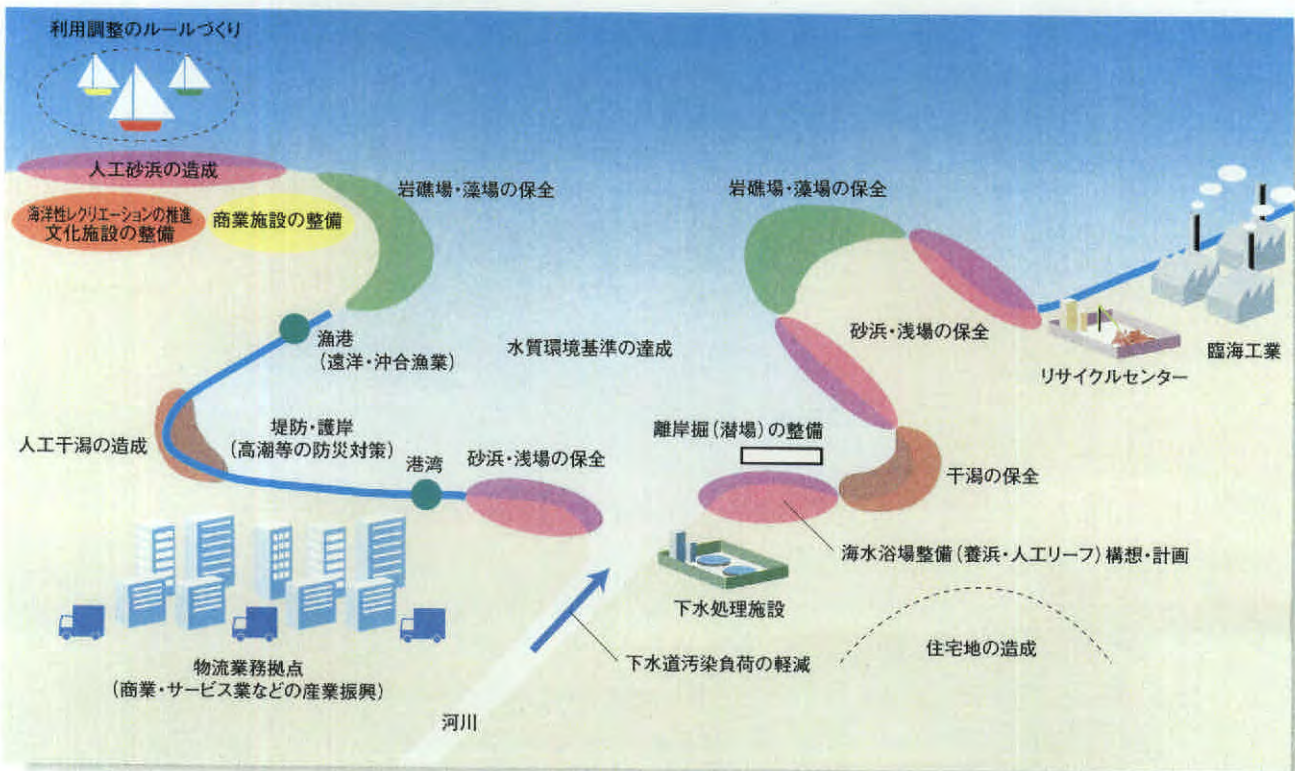 利用調整のルールづくり
人工砂浜の造成
海洋性レクリエーションの推進
文化施設の整備
商業施設の整備
岩礁場・藻場の保全
岩礁場・藻場の保全
漁港
(遠洋・沖合漁業)
水質環境基準の達成
砂浜・浅場の保全
リサイクルセンター
臨海工業
人工干潟の造成
堤防・護岸
(高潮等の防災対策)
港湾
砂浜・浅場の保全
離岸掘(潜場)の整備
干潟の保全
海水浴場整備(養浜・人工リーフ)構想・計画
下水処理施設
住宅地の造成
下水道汚染負荷の軽減
物流業務拠点
(商業・サービス業などの産業振興)
河川